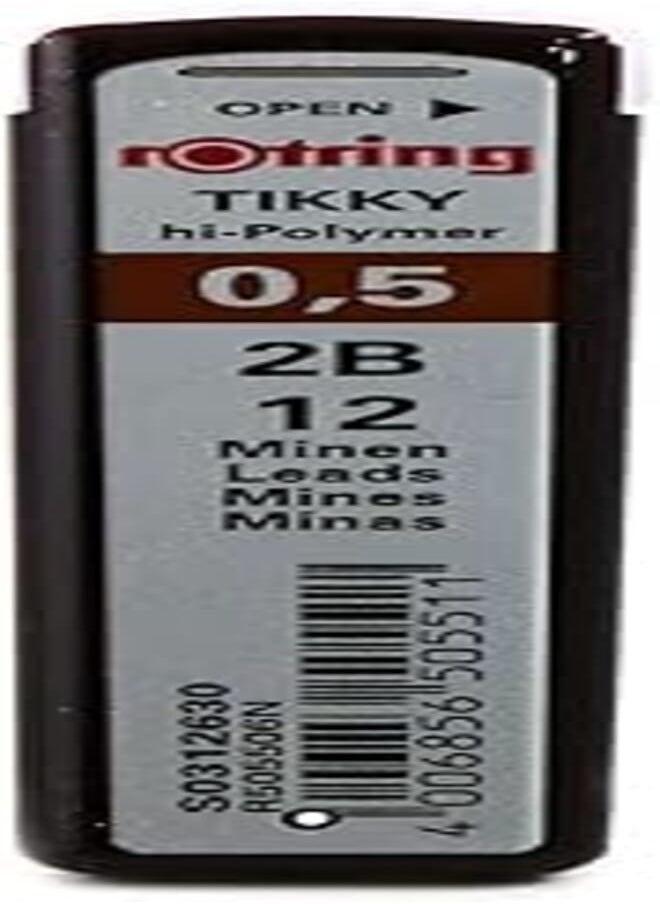 OPEN ►
rOtring
TIKKY
hi-Polymer
0,5
2B
12
Minen
Leads
Mines
Minas
S0312630
R505506N
4 006856 505511